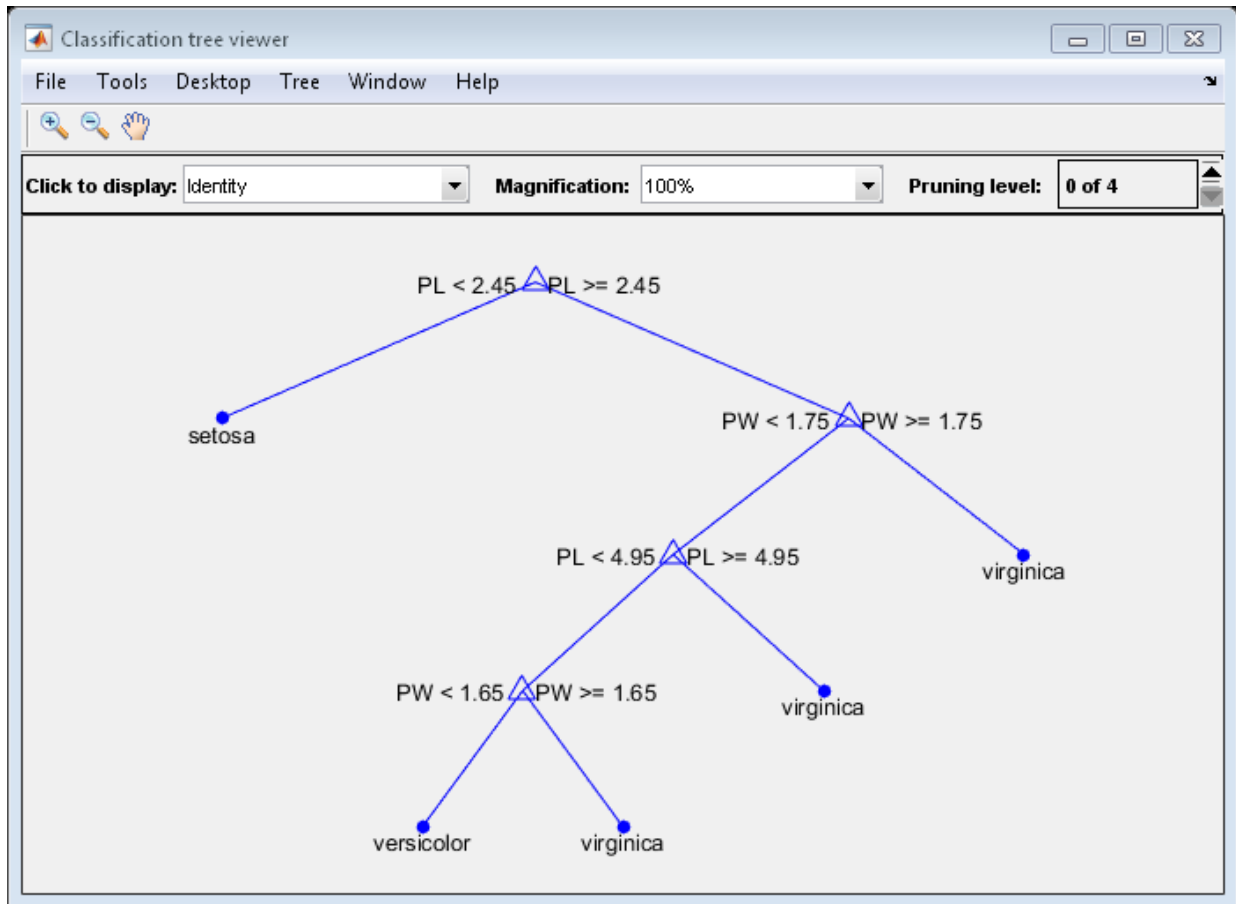 Classification tree viewer
File Tools Desktop Tree Window Help
Click to display: Identity Magnification: 100% Pruning level: 0 of 4
PL < 2.45 PL >= 2.45
setosa
PW < 1.75 PW >= 1.75
PL < 4.95 PL >= 4.95
virginica
PW < 1.65 PW >= 1.65
virginica
versicolor virginica